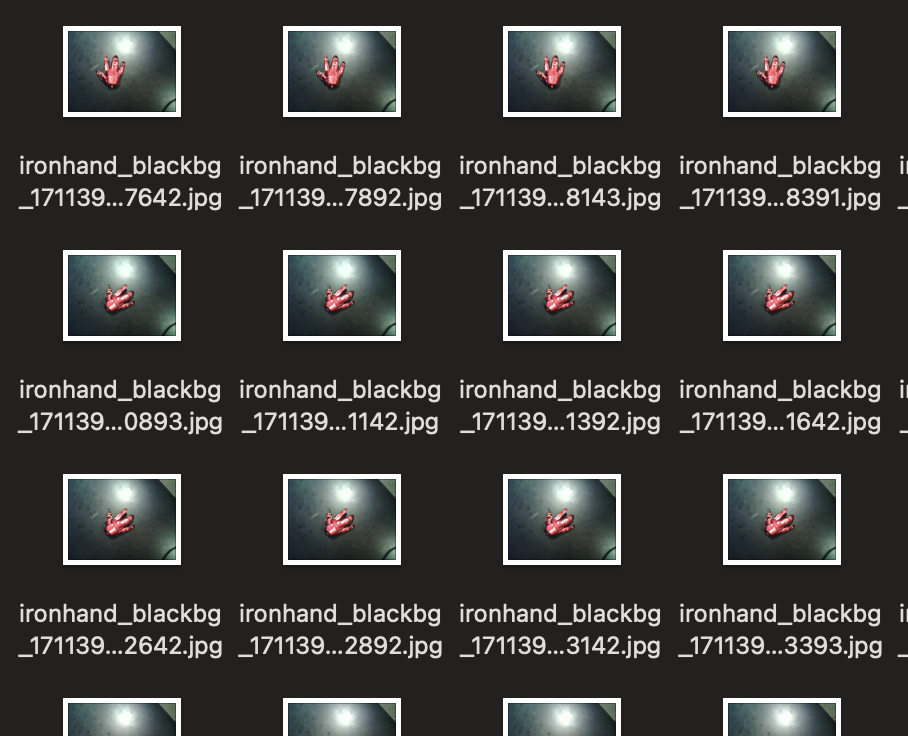 ironhand_blackbg ironhand_blackbg ironhand_blackbg ironhand_blackbg
_171139...7642.jpg _171139...7892.jpg _171139...8143.jpg _171139...8391.jpg
ironhand_blackbg ironhand_blackbg ironhand_blackbg ironhand_blackbg
_171139...0893.jpg _171139...1142.jpg _171139...1392.jpg _171139...1642.jpg
ironhand_blackbg ironhand_blackbg ironhand_blackbg ironhand_blackbg
_171139...2642.jpg _171139...2892.jpg _171139...3142.jpg _171139...3393.jpg